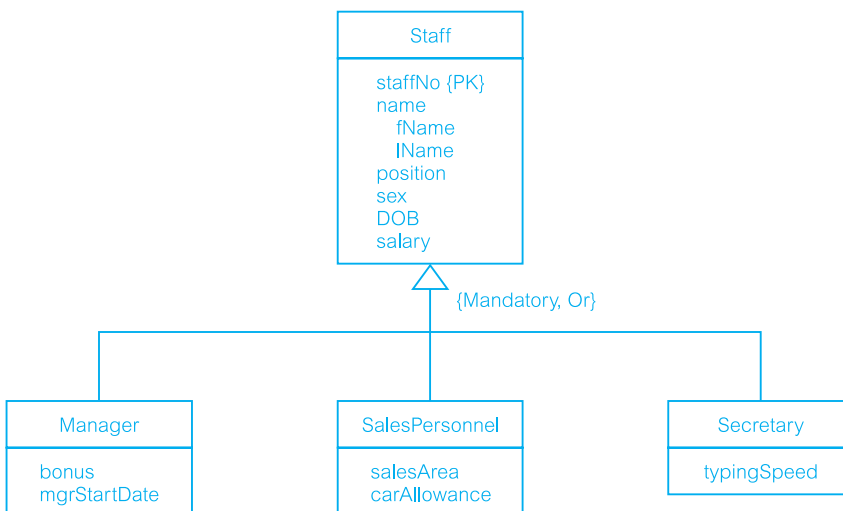 Staff
staffNo {PK}
name
fName
lName
position
sex
DOB
salary
{Mandatory, Or}
Manager
bonus
mgrStartDate
SalesPersonnel
salesArea
carAllowance
Secretary
typingSpeed